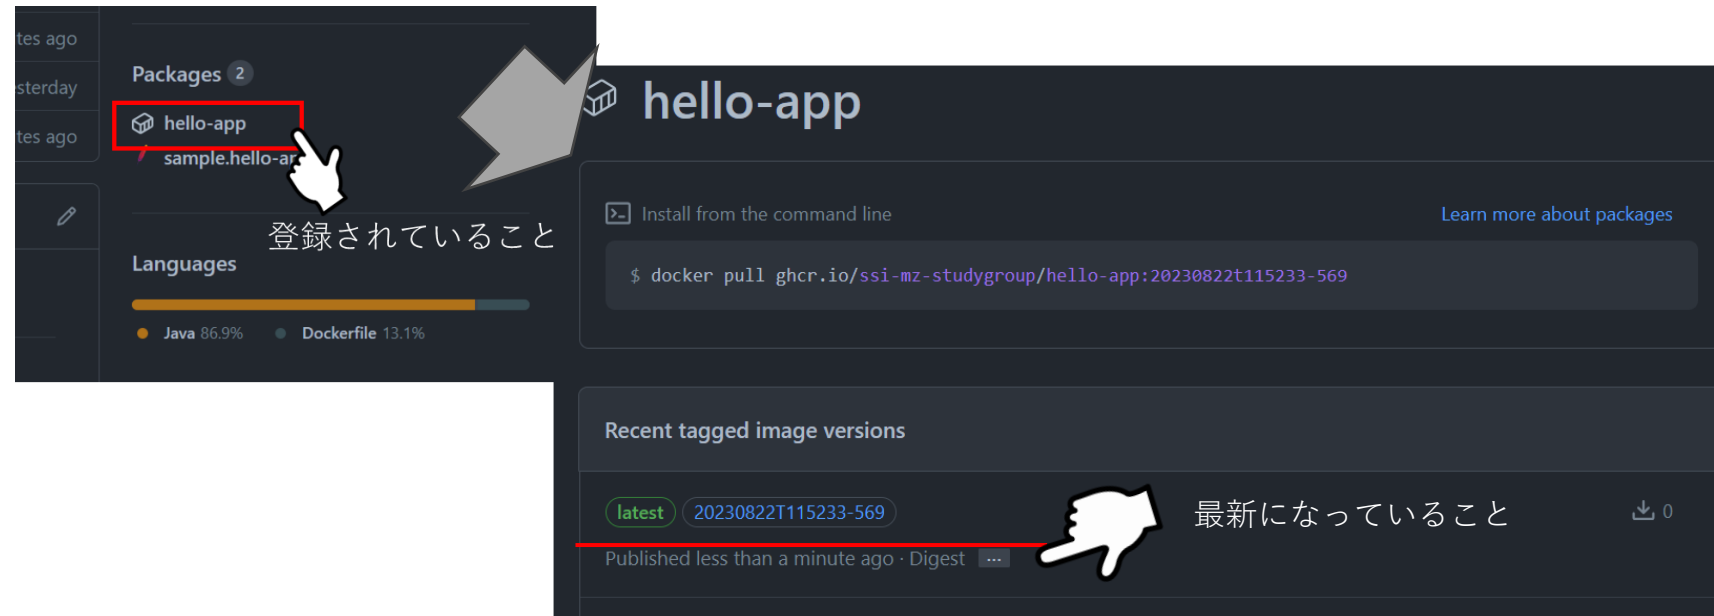 tes ago
sterday
tes ago
Packages 2
hello-app
sample.hello-a
登録されていること
Languages
Java 86.9% Dockerfile 13.1%
hello-app
Install from the command line
Learn more about packages
$ docker pull ghcr.io/ssi-mz-studygroup/hello-app:20230822t115233-569
Recent tagged image versions
latest 20230822T115233-569
最新になっていること
0
Published less than a minute ago · Digest ...